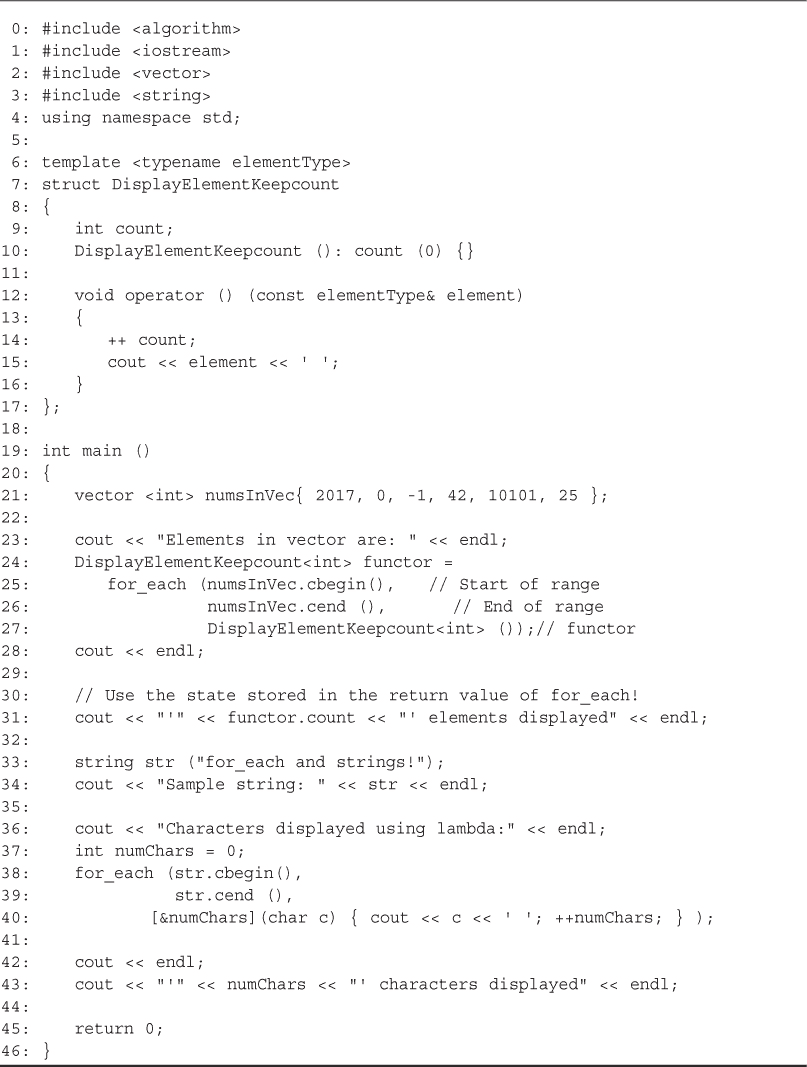 0: #include <algorithm>
1: #include <iostream>
2: #include <vector>
3: #include <string>
4: using namespace std;
5:
6: template <typename elementType>
7: struct DisplayElementKeepcount
8: {
9:    int count;
10:    DisplayElementKeepcount (): count (0) {}
11:
12:    void operator () (const elementType& element)
13:    {
14:       ++ count;
15:       cout << element << ' ';
16:    }
17: };
18:
19: int main ()
20: {
21:    vector <int> numsInVec{ 2017, 0, -1, 42, 10101, 25 };
22:
23:    cout << "Elements in vector are: " << endl;
24:    DisplayElementKeepcount<int> functor =
25:       for_each (numsInVec.cbegin(),    // Start of range
26:                 numsInVec.cend (),       // End of range
27:                 DisplayElementKeepcount<int> ());// functor
28:    cout << endl;
29:
30:    // Use the state stored in the return value of for_each!
31:    cout << "'" << functor.count << "' elements displayed" << endl;
32:
33:    string str ("for_each and strings!");
34:    cout << "Sample string: " << str << endl;
35:
36:    cout << "Characters displayed using lambda:" << endl;
37:    int numChars = 0;
38:    for_each (str.cbegin(),
39:              str.cend (),
40:            [&numChars](char c) { cout << c << ' '; ++numChars; } );
41:
42:    cout << endl;
43:    cout << "'" << numChars << "' characters displayed" << endl;
44:
45:    return 0;
46: }